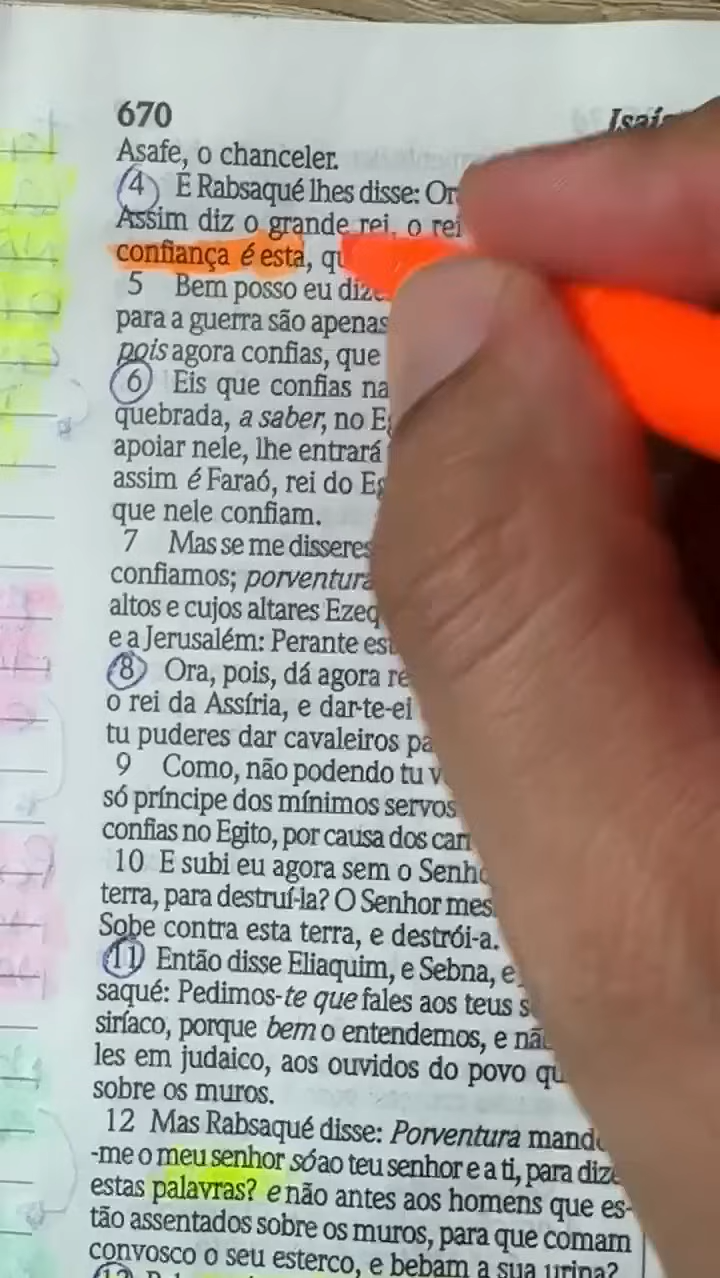 670
Isaí
Asafe, o chanceler.
4 E Rabsaqué lhes disse: Or
Assim diz o grande rei, o rei
confiança é esta, qu
5 Bem posso eu dize
para a guerra são apenas
pois agora confias, que
6 Eis que confias na
quebrada, a saber, no E
apoiar nele, lhe entrará
assim é Faraó, rei do Eg
que nele confiam.
7 Mas se me disseres
confiamos; porventura
altos e cujos altares Ezeq
e a Jerusalém: Perante est
8 Ora, pois, dá agora re
o rei da Assíria, e dar-te-ei
tu puderes dar cavaleiros pa
9 Como, não podendo tu v
só príncipe dos mínimos servos
confias no Egito, por causa dos carr
10 E subi eu agora sem o Senho
terra, para destruí-la? O Senhor mes
Sobe contra esta terra, e destrói-a.
11 Então disse Eliaquim, e Sebna, e
saqué: Pedimos-te que fales aos teus s
siríaco, porque bem o entendemos, e nã
les em judaico, aos ouvidos do povo qu
sobre os muros.
12 Mas Rabsaqué disse: Porventura mando
-me o meu senhor só ao teu senhor e a ti, para dize
estas palavras? e não antes aos homens que es-
tão assentados sobre os muros, para que comam
convosco o seu esterco, e bebam a sua urina?